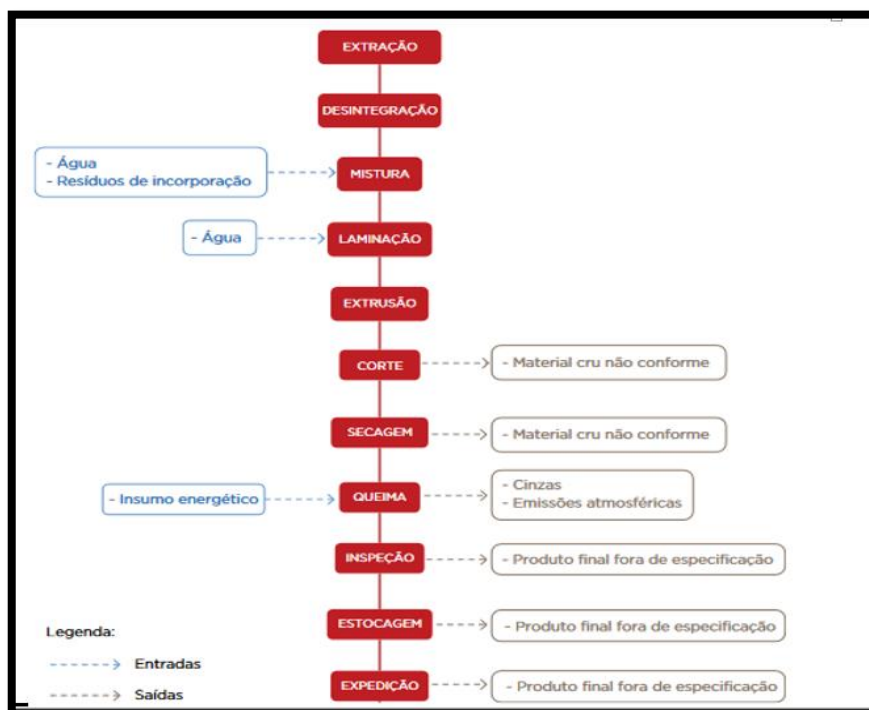 EXTRAÇÃO
DESINTEGRAÇÃO
- Água
- Resíduos de incorporação
MISTURA
- Água
LAMINAÇÃO
EXTRUSÃO
CORTE
- Material cru não conforme
SECAGEM
- Material cru não conforme
- Insumo energético
QUEIMA
- Cinzas
- Emissões atmosféricas
INSPEÇÃO
- Produto final fora de especificação
ESTOCAGEM
- Produto final fora de especificação
EXPEDIÇÃO
- Produto final fora de especificação
Legenda:
Entradas
Saídas